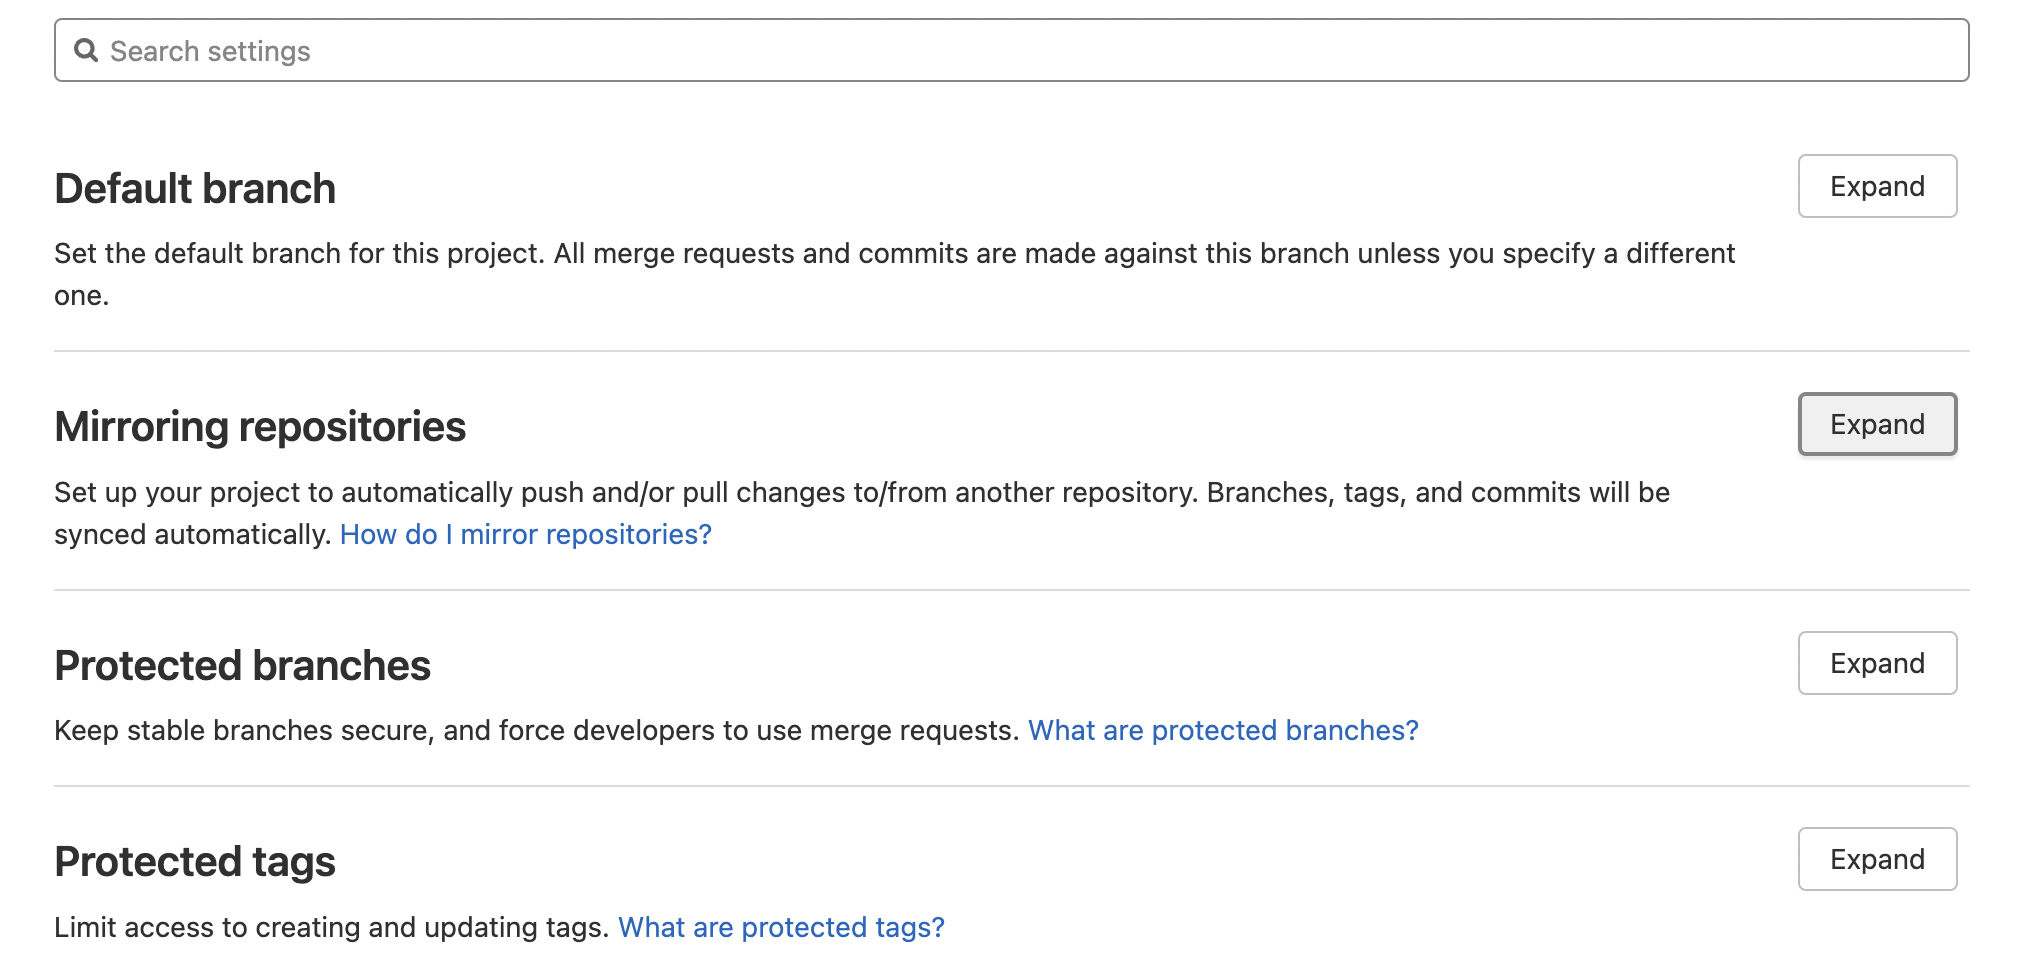 Search settings
Default branch
Expand
Set the default branch for this project. All merge requests and commits are made against this branch unless you specify a different
one.
Mirroring repositories
Expand
Set up your project to automatically push and/or pull changes to/from another repository. Branches, tags, and commits will be
synced automatically. How do I mirror repositories?
Protected branches
Expand
Keep stable branches secure, and force developers to use merge requests. What are protected branches?
Protected tags
Expand
Limit access to creating and updating tags. What are protected tags?